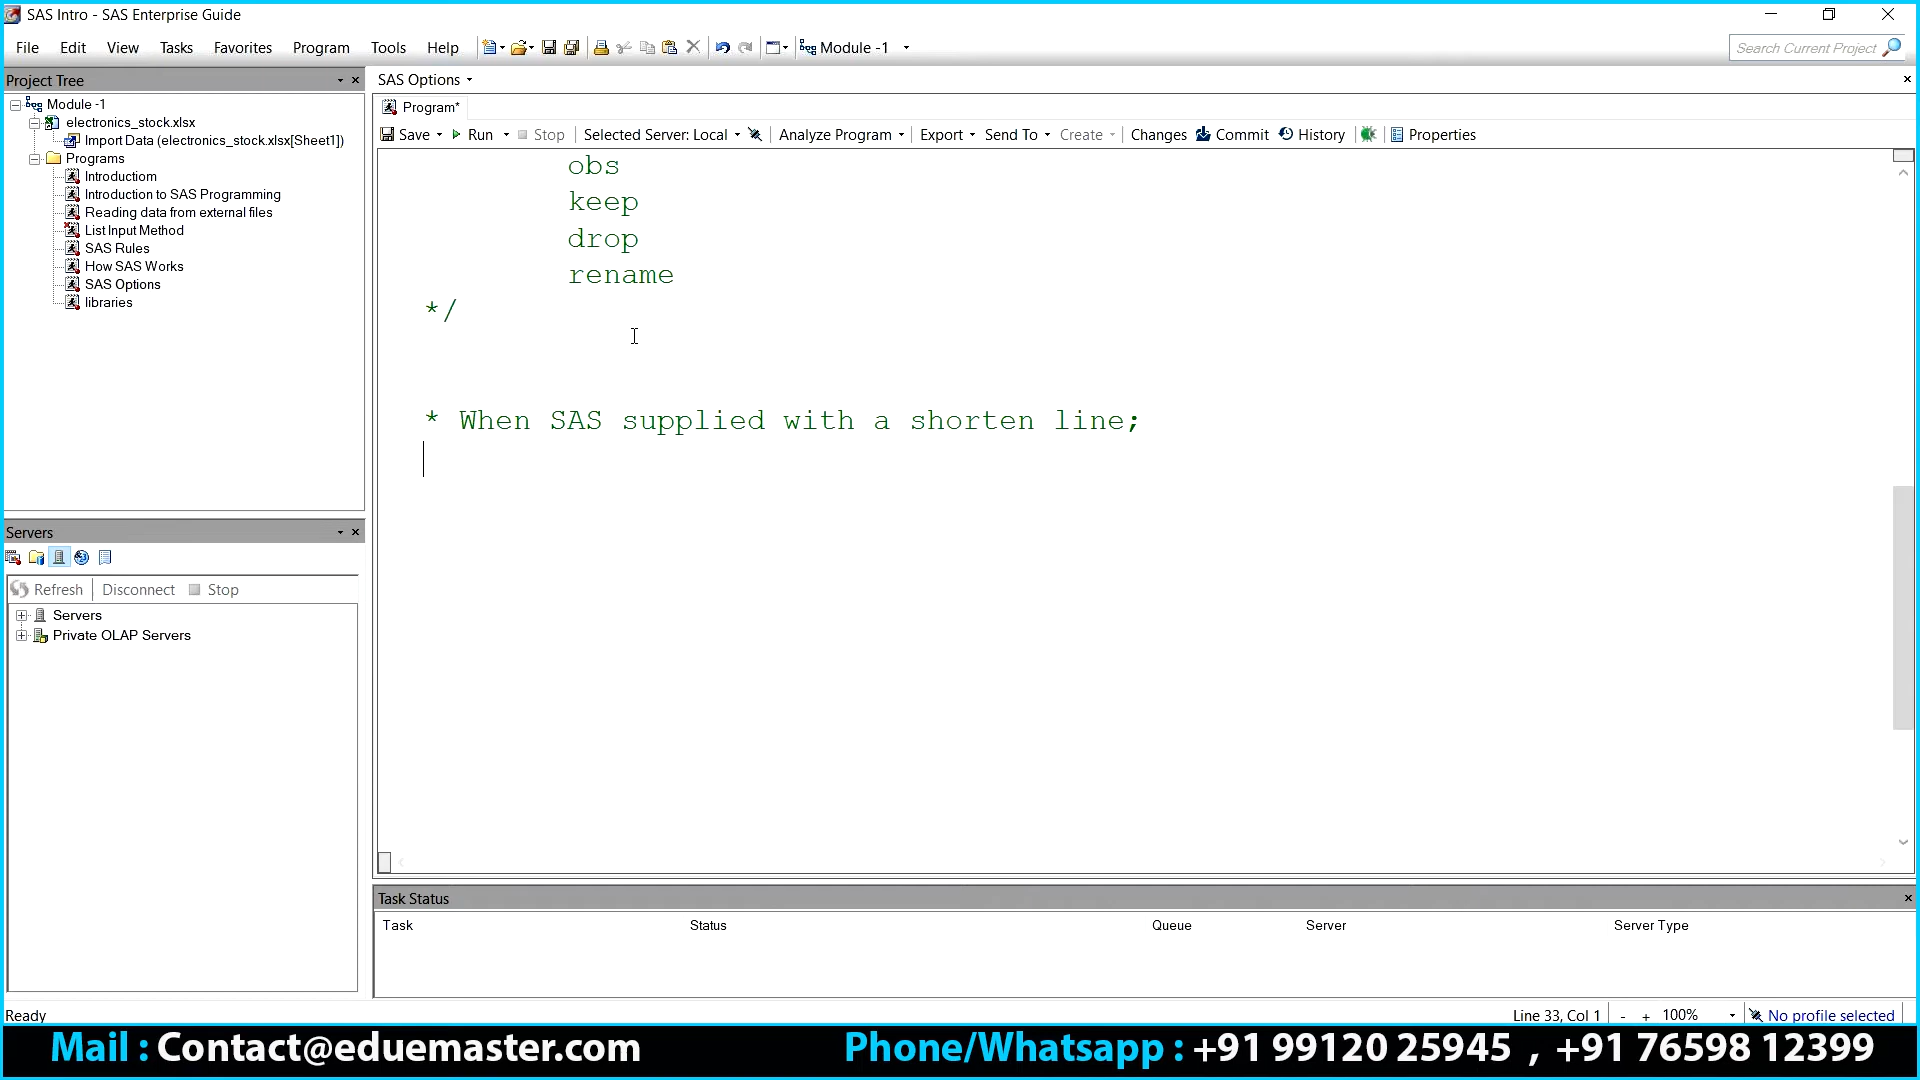 SAS Intro - SAS Enterprise Guide
File Edit View Tasks Favorites Program Tools Help Module -1 Search Current Project
Project Tree
Module -1
electronics_stock.xlsx
Import Data (electronics_stock.xlsx[Sheet1])
Programs
Introductiom
Introduction to SAS Programming
Reading data from external files
List Input Method
SAS Rules
How SAS Works
SAS Options
libraries
Servers
Refresh Disconnect Stop
Servers
Private OLAP Servers
SAS Options
Program*
Save Run Stop Selected Server: Local Analyze Program Export Send To Create Changes Commit History Properties
obs
keep
drop
rename
*/
* When SAS supplied with a shorten line;
Task Status
Task Status Queue Server Server Type
Ready Line 33, Col 1 - + 100% No profile selected
Mail : Contact@eduemaster.com Phone/Whatsapp : +91 99120 25945 , +91 76598 12399